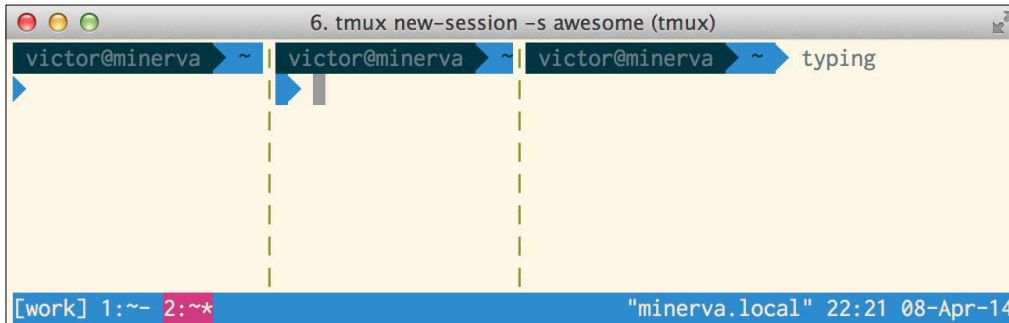 6. tmux new-session -s awesome (tmux)
victor@minerva ~ | victor@minerva ~| victor@minerva ~ typing
[work] 1:~- 2:~* "minerva.local" 22:21 08-Apr-14